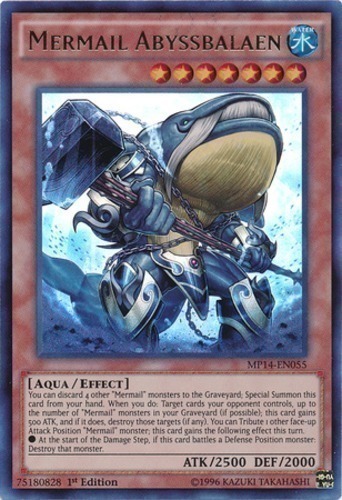 MERMAIL ABYSSBALAEN
WATER
水
MP14-EN055
[AQUA / EFFECT]
You can discard 4 other "Mermail" monsters to the Graveyard; Special Summon this
card from your hand. When you do: Target cards your opponent controls, up to
the number of "Mermail" monsters in your Graveyard (if possible); this card gains
500 ATK, and if it does, destroy those targets (if any). You can Tribute 1 other face-up
Attack Position "Mermail" monster; this card gains the following effect this turn.
● At the start of the Damage Step, if this card battles a Defense Position monster:
Destroy that monster.
ATK/2500 DEF/2000
75180828 1st Edition ©1996 KAZUKI TAKAHASHI